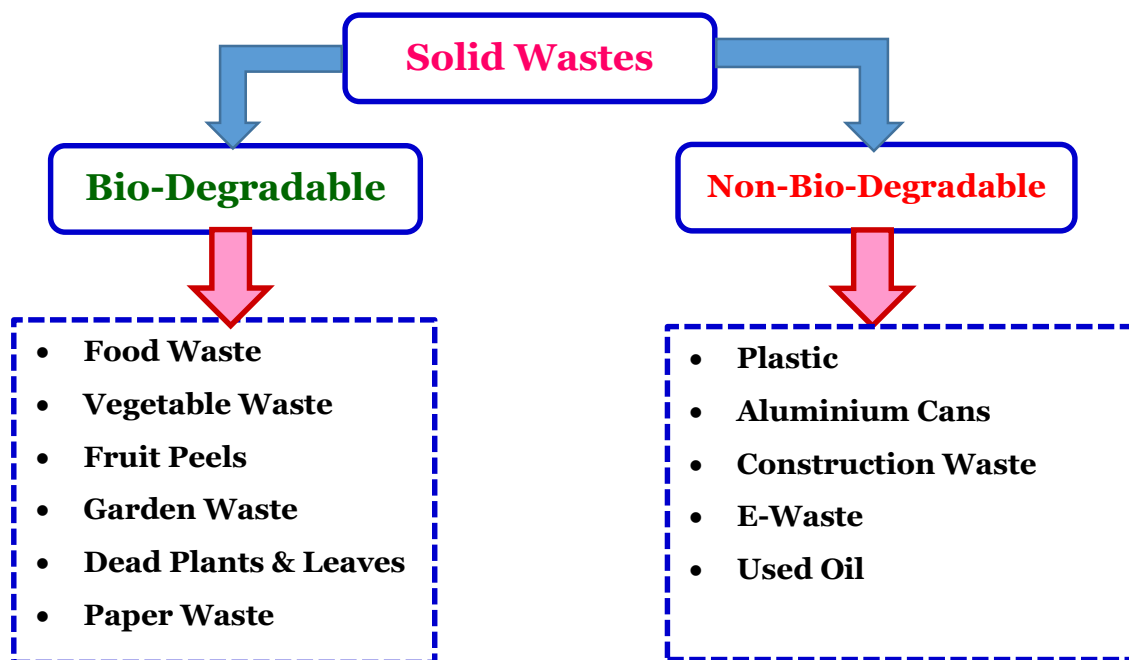 Solid Wastes
Bio-Degradable
Non-Bio-Degradable
• Food Waste
• Vegetable Waste
• Fruit Peels
• Garden Waste
• Dead Plants & Leaves
• Paper Waste
• Plastic
• Aluminium Cans
• Construction Waste
• E-Waste
• Used Oil